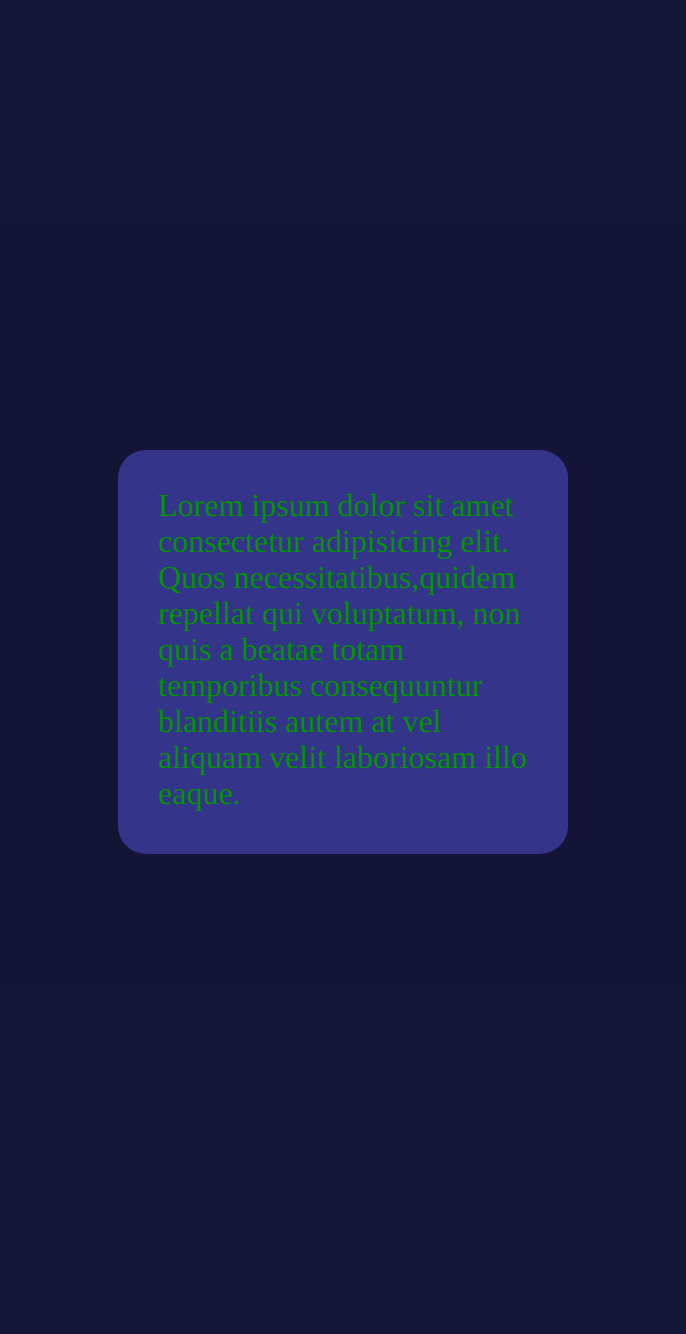 Lorem ipsum dolor sit amet
consectetur adipisicing elit.
Quos necessitatibus,quidem
repellat qui voluptatum, non
quis a beatae totam
temporibus consequuntur
blanditiis autem at vel
aliquam velit laboriosam illo
eaque.